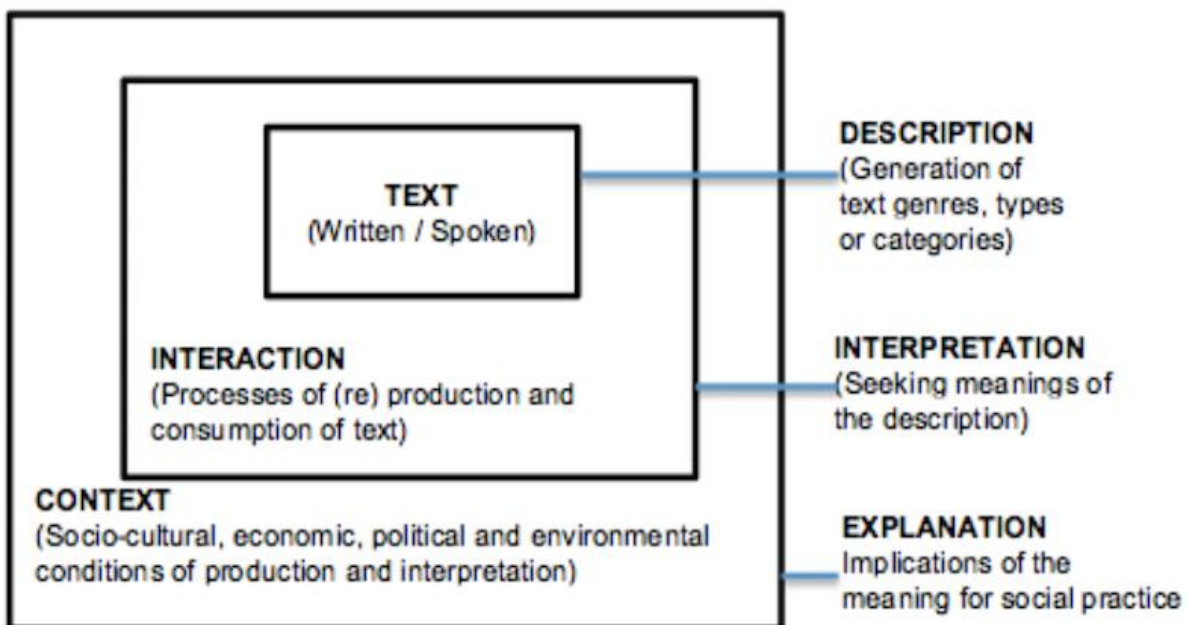 TEXT
(Written / Spoken)
INTERACTION
(Processes of (re) production and
consumption of text)
CONTEXT
(Socio-cultural, economic, political and environmental
conditions of production and interpretation)
DESCRIPTION
(Generation of
text genres, types
or categories)
INTERPRETATION
(Seeking meanings of
the description)
EXPLANATION
Implications of the
meaning for social practice